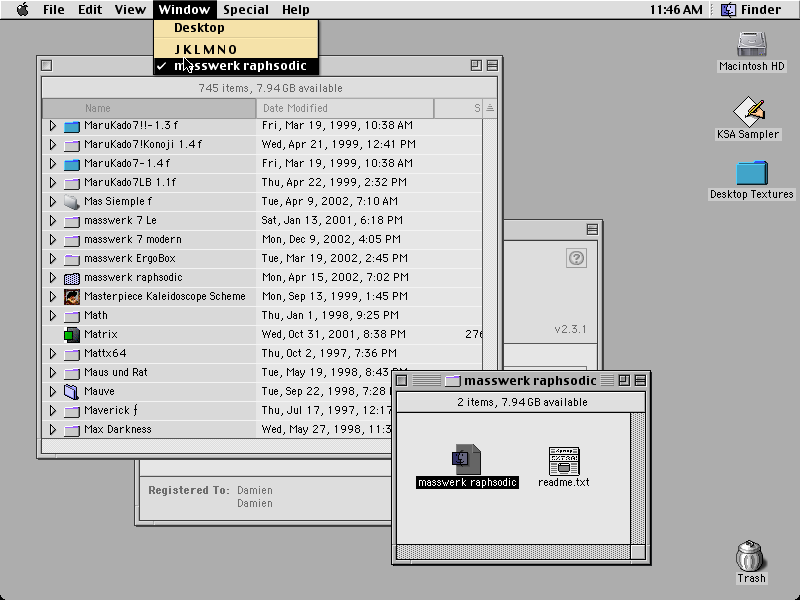 File Edit View Window Special Help 11:46 AM Finder
Desktop
J K L M N O
✓ masswerk raphsodic
Macintosh HD
KSA Sampler
Desktop Textures
745 items, 7.94 GB available
Name Date Modified S
MaruKado7!!-1.3 f Fri, Mar 19, 1999, 10:38 AM
MaruKado7!Konoji 1.4 f Wed, Apr 21, 1999, 12:41 PM
MaruKado7-1.4f Fri, Mar 19, 1999, 10:38 AM
MaruKado7LB 1.1f Thu, Apr 22, 1999, 2:32 PM
Mas Siemple f Tue, Apr 9, 2002, 7:10 AM
masswerk 7 Le Sat, Jan 13, 2001, 6:18 PM
masswerk 7 modern Mon, Dec 9, 2002, 4:05 PM
masswerk ErgoBox Tue, Mar 19, 2002, 2:45 PM
masswerk raphsodic Mon, Apr 15, 2002, 7:02 PM
Masterpiece Kaleidoscope Scheme Mon, Sep 13, 1999, 1:45 PM
Math Thu, Jan 1, 1998, 9:25 PM
Matrix Wed, Oct 31, 2001, 8:38 PM 276
Mattx64 Thu, Oct 2, 1997, 7:36 PM
Maus und Rat Tue, May 19, 1998, 8:43
Mauve Tue, Sep 22, 1998, 7:28
Maverick ƒ Thu, Jul 17, 1997, 12:17
Max Darkness Wed, May 27, 1998, 11:3
?
v2.3.1
Registered To: Damien
Damien
masswerk raphsodic
2 items, 7.94 GB available
masswerk raphsodic readme.txt
Trash